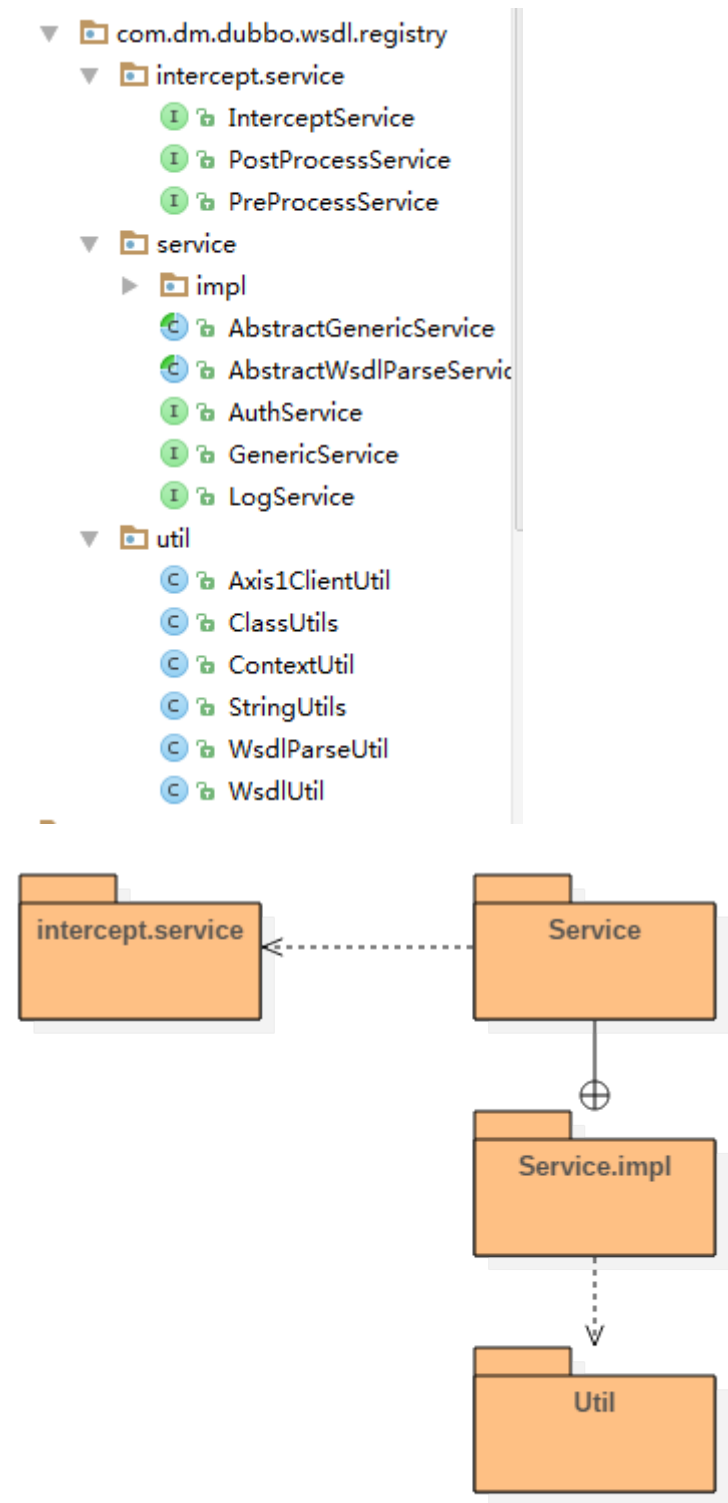 com.dm.dubbo.wsdl.registry
intercept.service
I InterceptService
I PostProcessService
I PreProcessService
service
impl
C AbstractGenericService
C AbstractWsdlParseServic
I AuthService
I GenericService
I LogService
util
C Axis1ClientUtil
C ClassUtils
C ContextUtil
C StringUtils
C WsdlParseUtil
C WsdlUtil
intercept.service
Service
Service.impl
Util